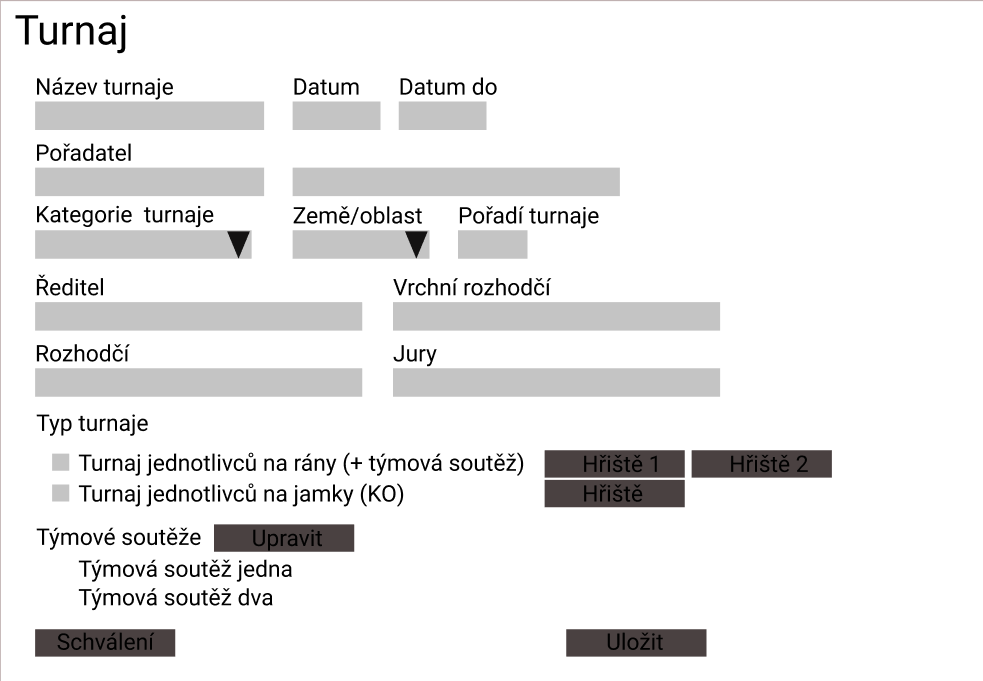 Turnaj
Název turnaje Datum Datum do
Pořadatel
Kategorie turnaje Země/oblast Pořadí turnaje
Ředitel Vrchní rozhodčí
Rozhodčí Jury
Typ turnaje
Turnaj jednotlivců na rány (+ týmová soutěž) Hřiště 1 Hřiště 2
Turnaj jednotlivců na jamky (KO) Hřiště
Týmové soutěže Upravit
Týmová soutěž jedna
Týmová soutěž dva
Schválení Uložit